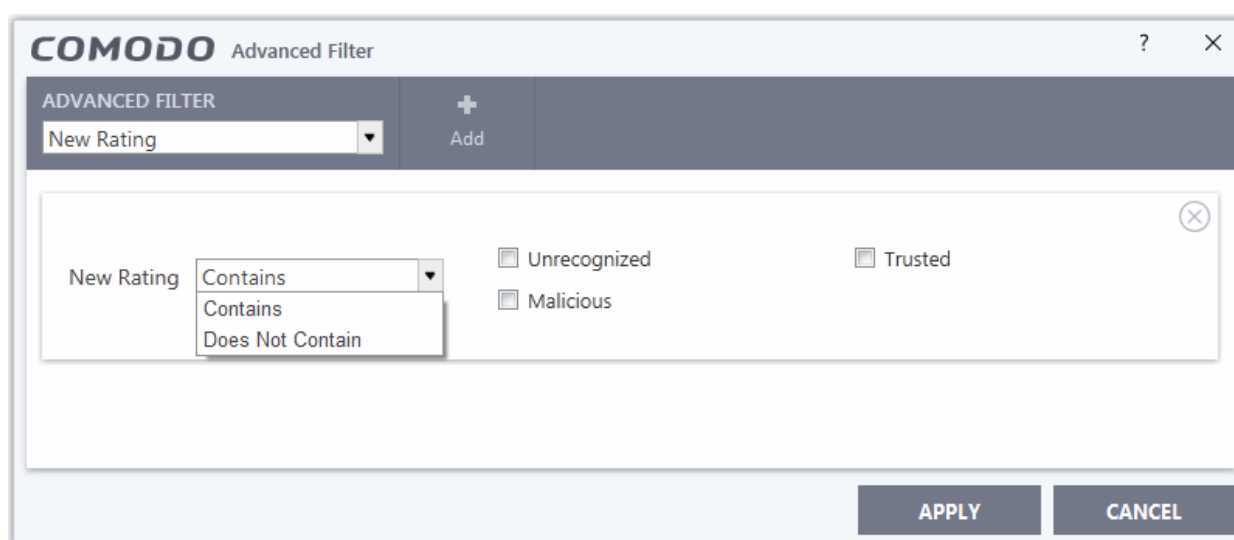 COMODO Advanced Filter ?
ADVANCED FILTER
New Rating
Add
Unrecognized Trusted
New Rating Contains
Malicious
Contains
Does Not Contain
APPLY CANCEL